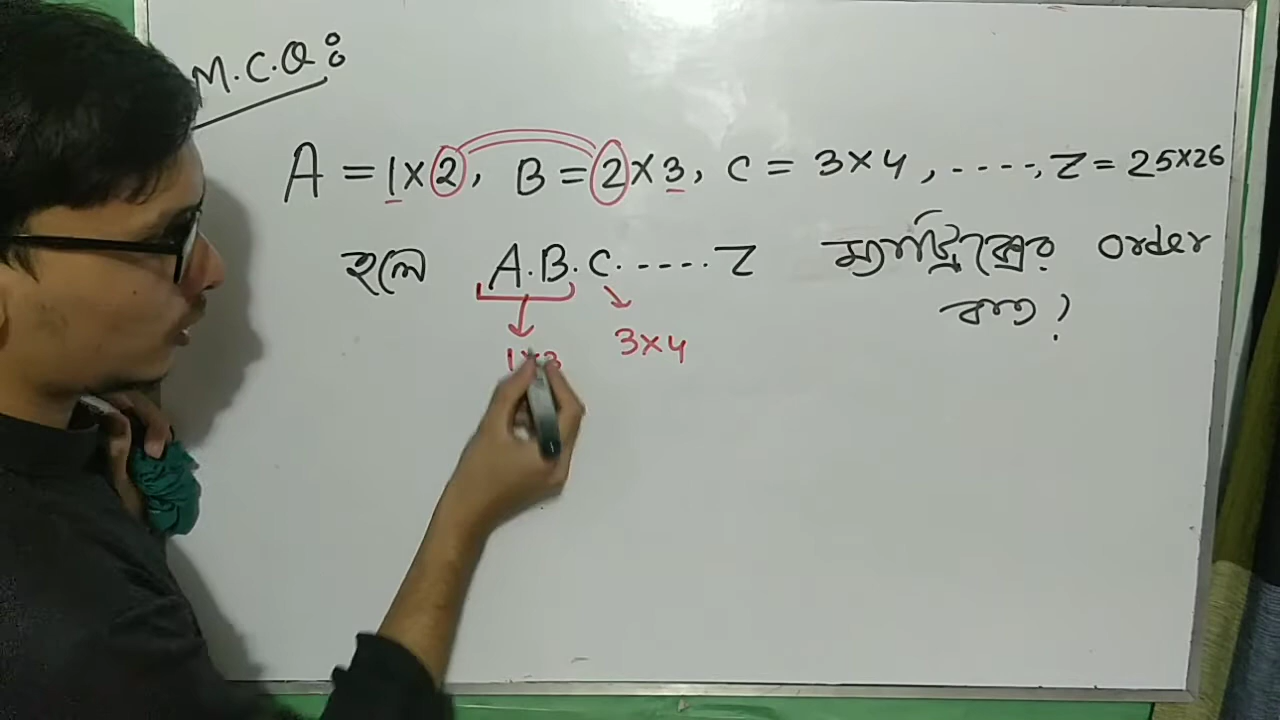 M.C.Q:
A = 1×2, B = 2×3, C = 3×4, ....., Z = 25×26
হলে A.B.C.....Z ম্যাট্রিক্সের Order
কত?
1×3 3×4